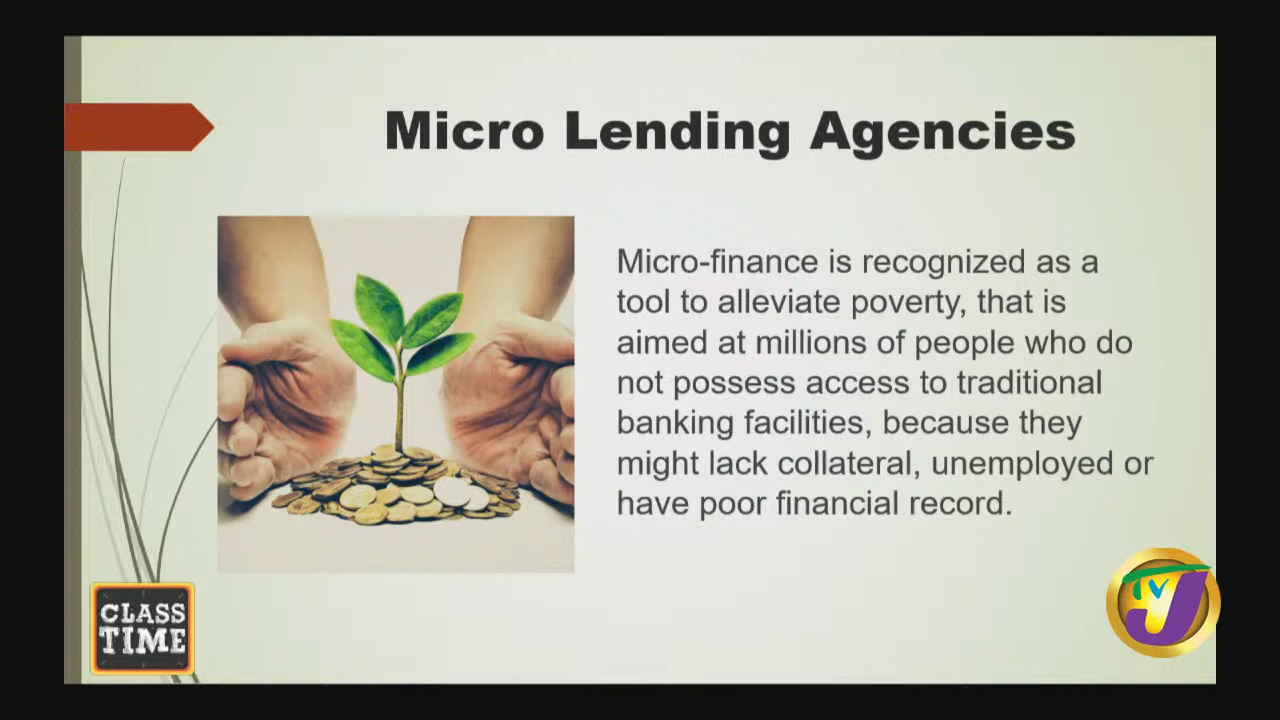 Micro Lending Agencies
Micro-finance is recognized as a
tool to alleviate poverty, that is
aimed at millions of people who do
not possess access to traditional
banking facilities, because they
might lack collateral, unemployed or
have poor financial record.
CLASS
TIME
TVJ